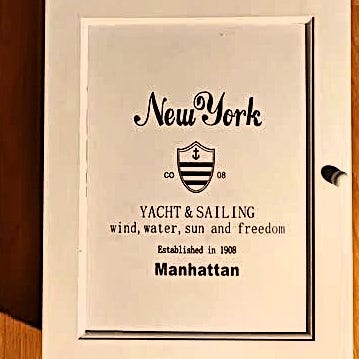 New York
CO 08
YACHT & SAILING
wind, water, sun and freedom
Established in 1908
Manhattan